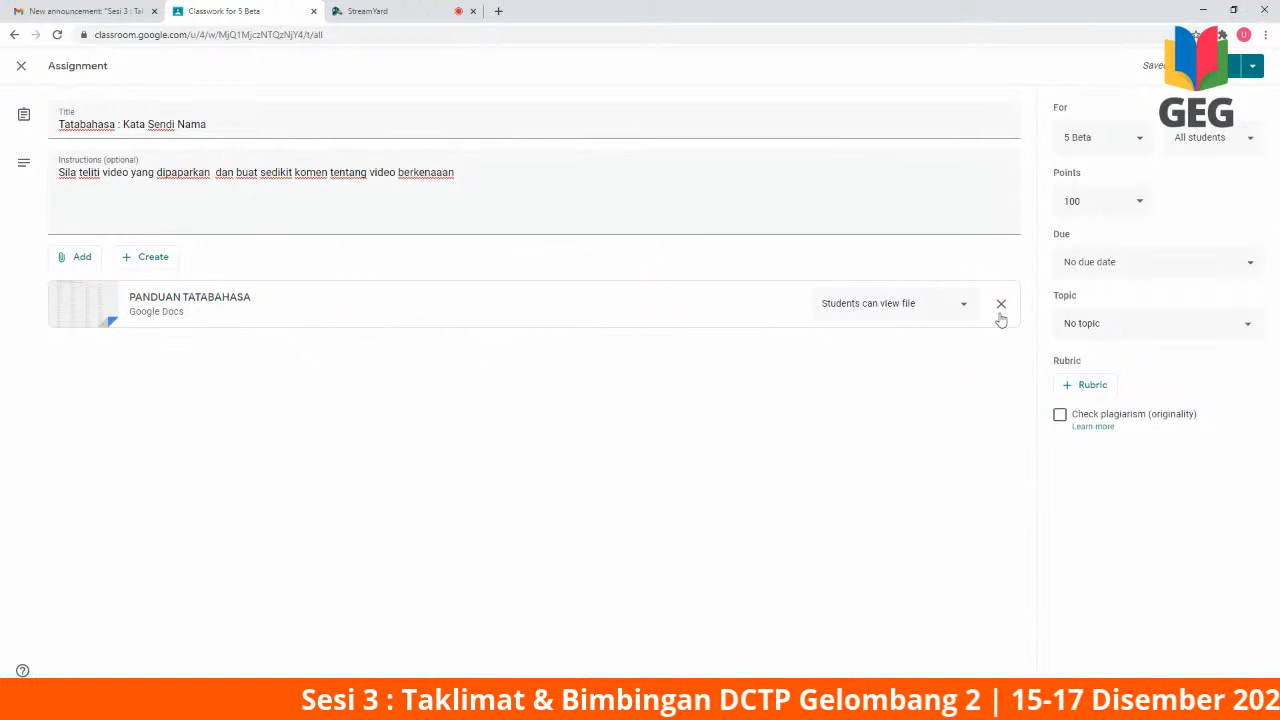 New announcement: "Sesi 3 : Tak
Classwork for 5 Beta
StreamYard
classroom.google.com/u/4/w/MjQ1MjczNTQzNjY4/t/all
U
Assignment
Saved
GEG
Title
Tatabahasa : Kata Sendi Nama
Instructions (optional)
Sila teliti video yang dipaparkan dan buat sedikit komen tentang video berkenaaan
Add
Create
PANDUAN TATABAHASA
Google Docs
Students can view file
For
5 Beta
All students
Points
100
Due
No due date
Topic
No topic
Rubric
Rubric
Check plagiarism (originality)
Learn more
Sesi 3 : Taklimat & Bimbingan DCTP Gelombang 2 | 15-17 Disember 202